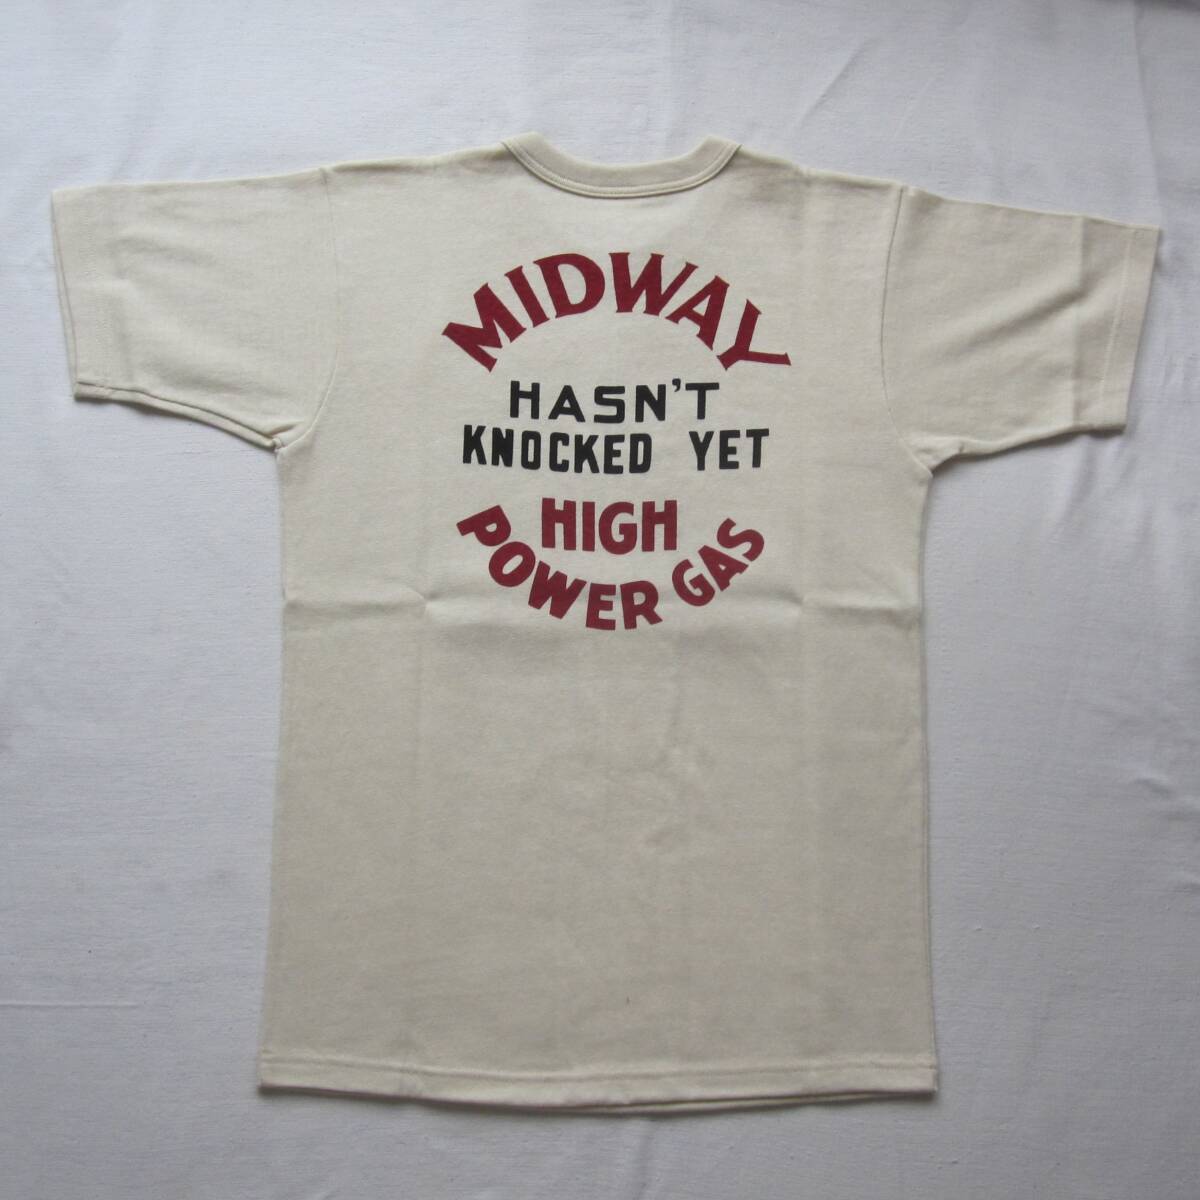 MIDWAY
HASN'T
KNOCKED YET
HIGH
POWER GAS